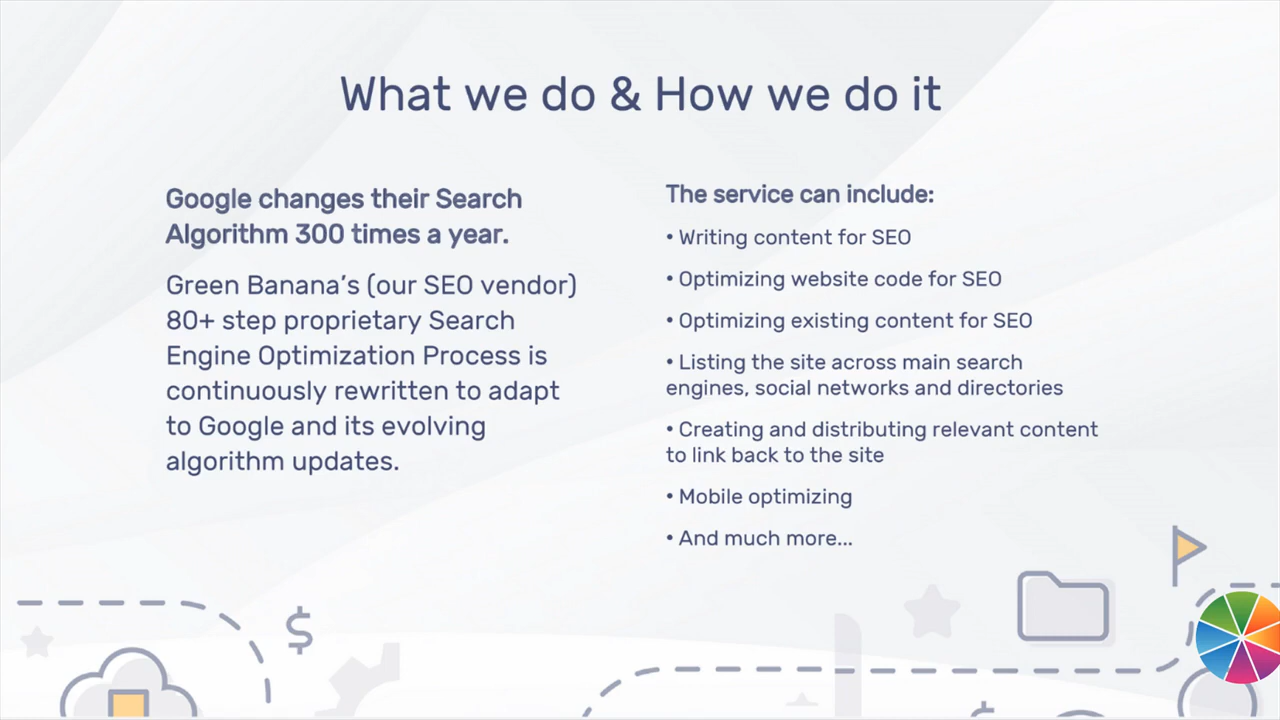 What we do & How we do it
Google changes their Search
Algorithm 300 times a year.
Green Banana’s (our SEO vendor)
80+ step proprietary Search
Engine Optimization Process is
continuously rewritten to adapt
to Google and its evolving
algorithm updates.
The service can include:
• Writing content for SEO
• Optimizing website code for SEO
• Optimizing existing content for SEO
• Listing the site across main search
engines, social networks and directories
• Creating and distributing relevant content
to link back to the site
• Mobile optimizing
• And much more...
$
$